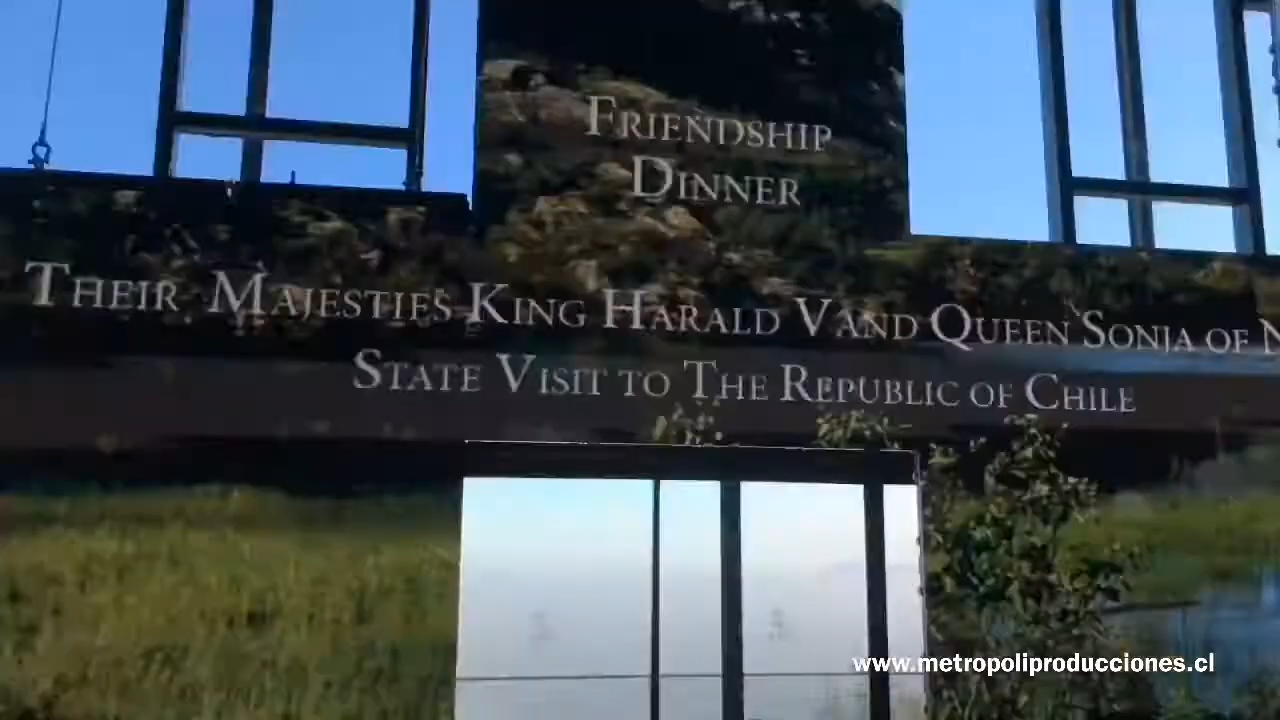 FRIENDSHIP
DINNER
THEIR MAJESTIES KING HARALD V AND QUEEN SONJA OF
STATE VISIT TO THE REPUBLIC OF CHILE
www.metropoliproducciones.cl